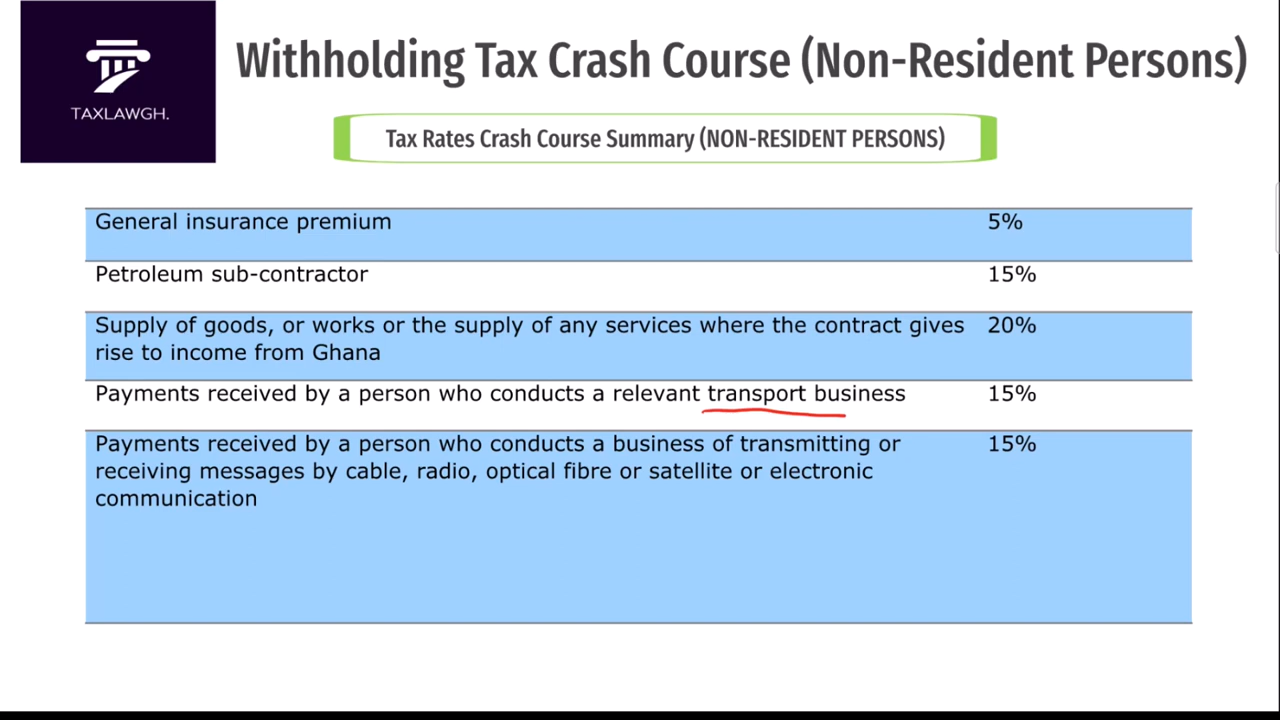 TAXLAWGH.
Withholding Tax Crash Course (Non-Resident Persons)
Tax Rates Crash Course Summary (NON-RESIDENT PERSONS)
General insurance premium 5%
Petroleum sub-contractor 15%
Supply of goods, or works or the supply of any services where the contract gives 20%
rise to income from Ghana
Payments received by a person who conducts a relevant transport business 15%
Payments received by a person who conducts a business of transmitting or 15%
receiving messages by cable, radio, optical fibre or satellite or electronic
communication